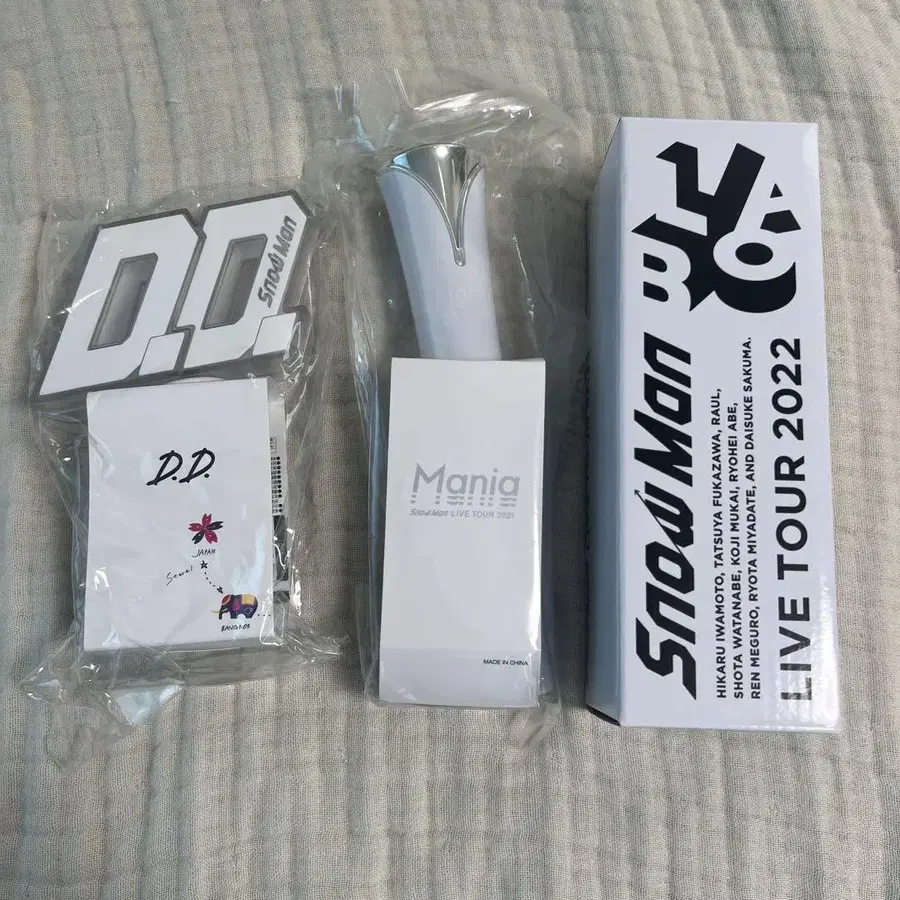 D.D.
Snow Man
D.D.
JAPAN
Seoul
BANGKOK
Mania
Snow Man LIVE TOUR 2021
MADE IN CHINA
Snow Man
HIKARU IWAMOTO, TATSUYA FUKAZAWA, RAUL,
SHOTA WATANABE, KOJI MUKAI, RYOHEI ABE,
REN MEGURO, RYOTA MIYADATE, AND DAISUKE SAKUMA.
LIVE TOUR 2022